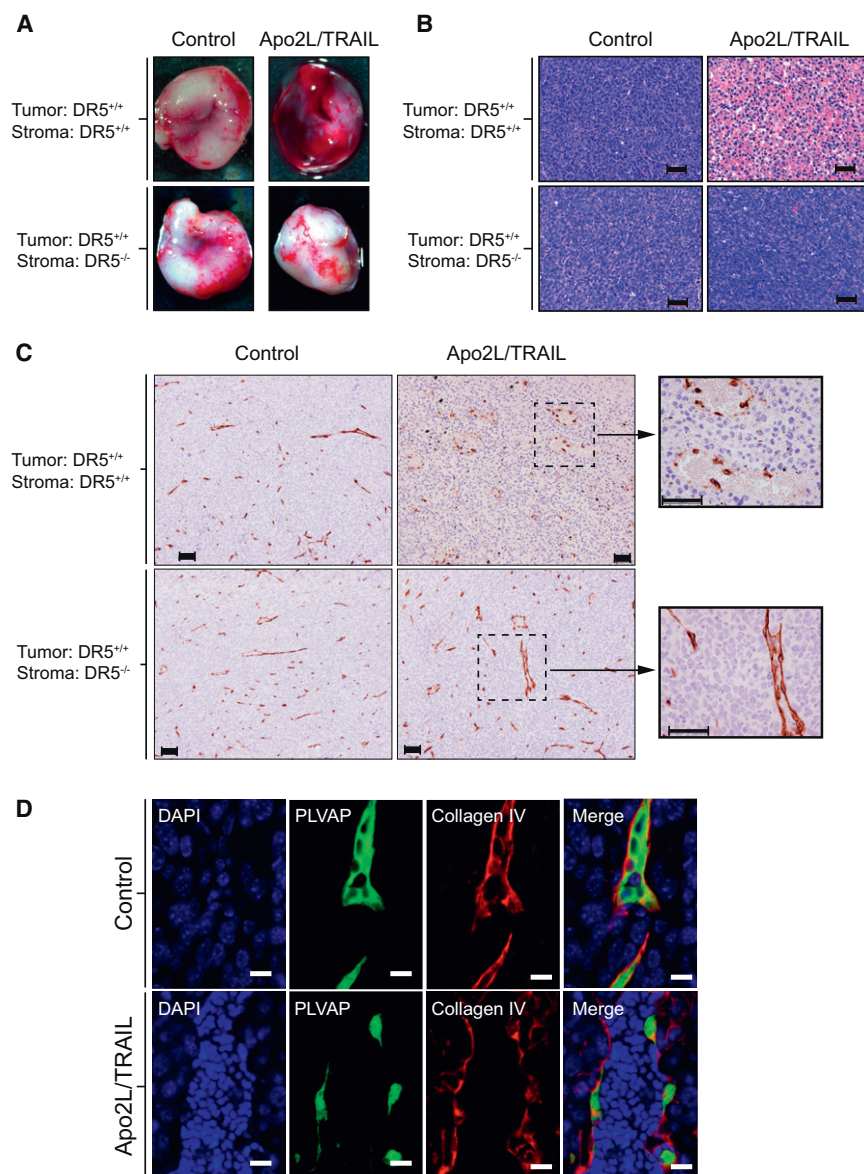 A
Control Apo2L/TRAIL
Tumor: DR5+/+
Stroma: DR5+/+
Tumor: DR5+/+
Stroma: DR5-/-
B
Control Apo2L/TRAIL
Tumor: DR5+/+
Stroma: DR5+/+
Tumor: DR5+/+
Stroma: DR5-/-
C
Control Apo2L/TRAIL
Tumor: DR5+/+
Stroma: DR5+/+
Tumor: DR5+/+
Stroma: DR5-/-
D
Control
DAPI PLVAP Collagen IV Merge
Apo2L/TRAIL
DAPI PLVAP Collagen IV Merge